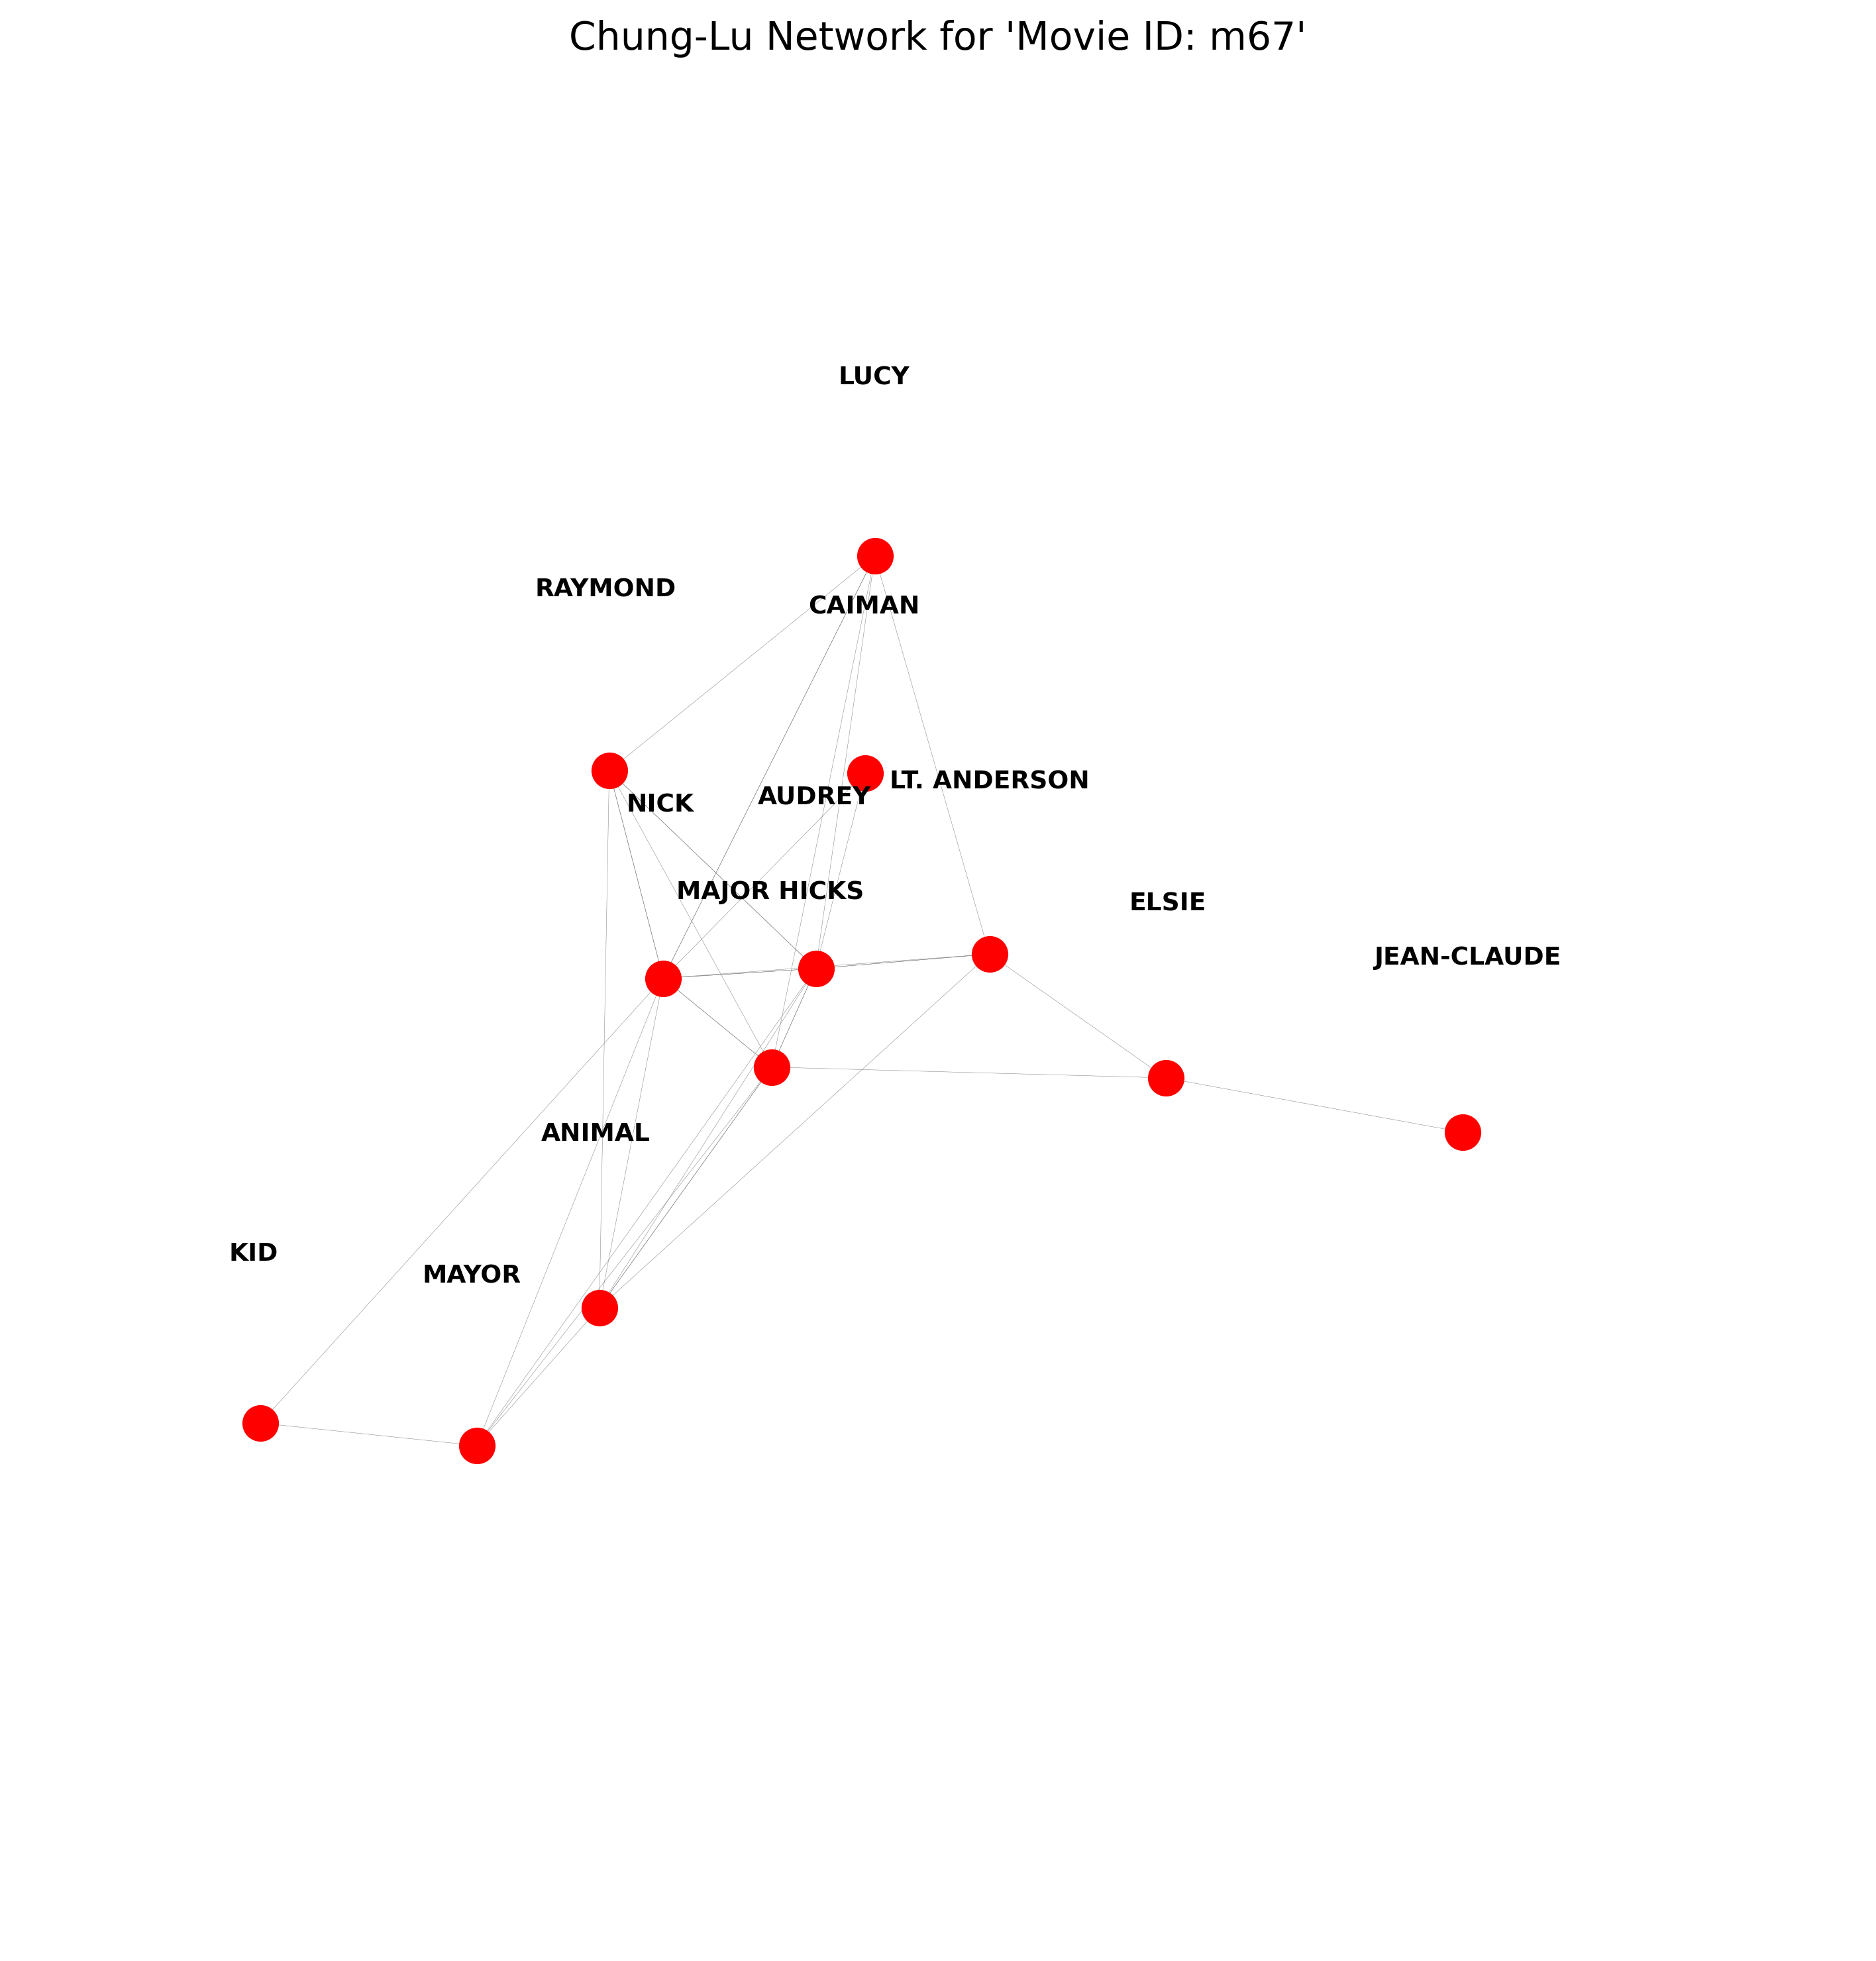 Chung-Lu Network for 'Movie ID: m67'
LUCY
RAYMOND
CAIMAN
LT. ANDERSON
AUDREY
NICK
MAJOR HICKS
ELSIE
JEAN-CLAUDE
ANIMAL
KID
MAYOR